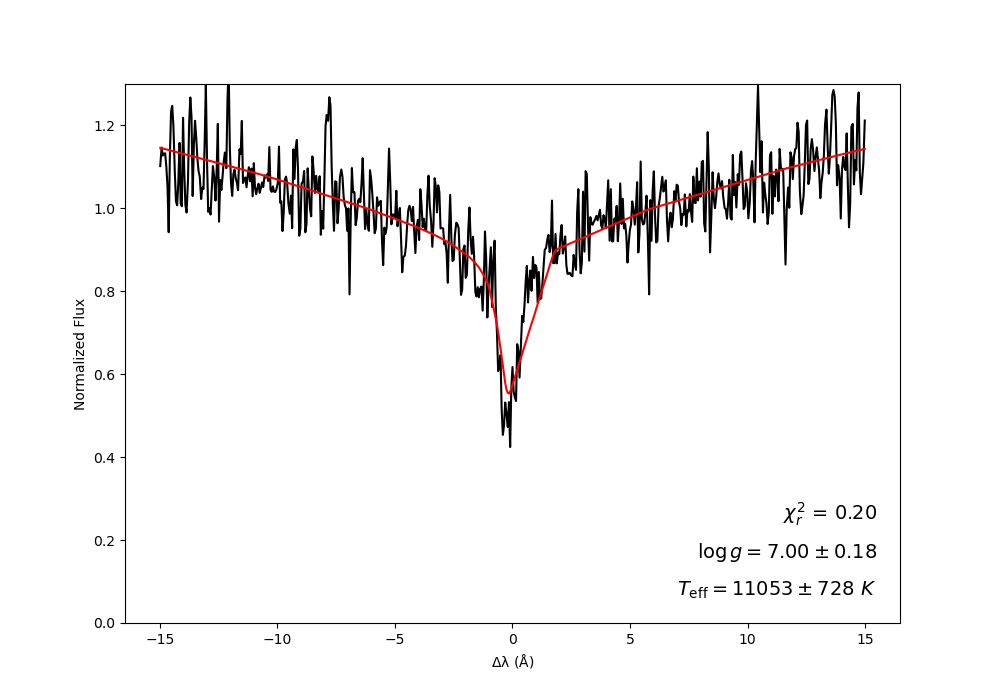 1.2
1.0
0.8
0.6
0.4
0.2
0.0
Normalized Flux
χ²ᵣ = 0.20
log g = 7.00 ± 0.18
T_eff = 11053 ± 728 K
−15 −10 −5 0 5 10 15
Δλ (Å)